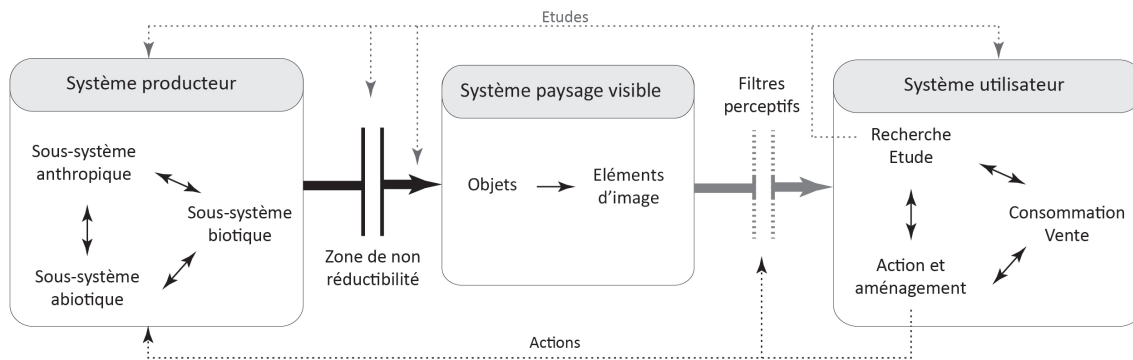 Etudes
Système producteur
Sous-système
anthropique
Sous-système
biotique
Sous-système
abiotique
Zone de non
réductibilité
Système paysage visible
Objets
Eléments
d’image
Filtres
perceptifs
Système utilisateur
Recherche
Etude
Consommation
Vente
Action et
aménagement
Actions